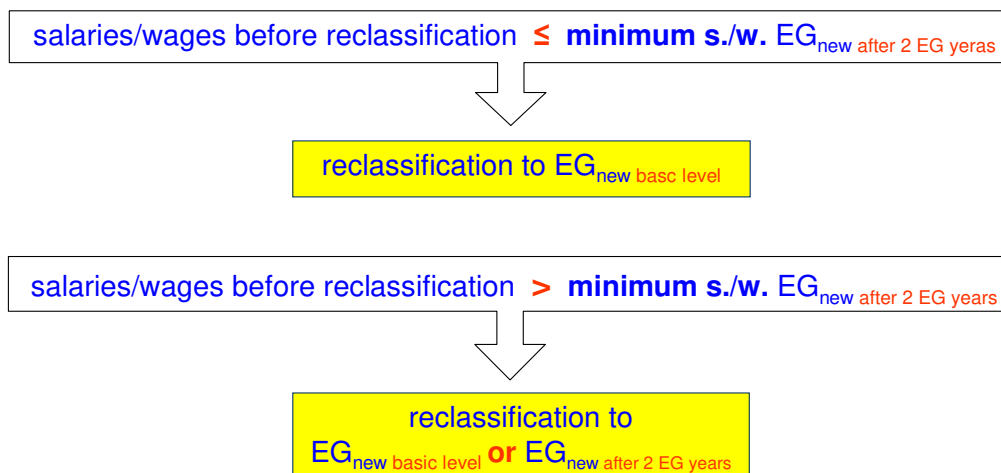 salaries/wages before reclassification ≤ minimum s./w. EGnew after 2 EG yeras
reclassification to EGnew basc level
salaries/wages before reclassification > minimum s./w. EGnew after 2 EG years
reclassification to
EGnew basic level or EGnew after 2 EG years